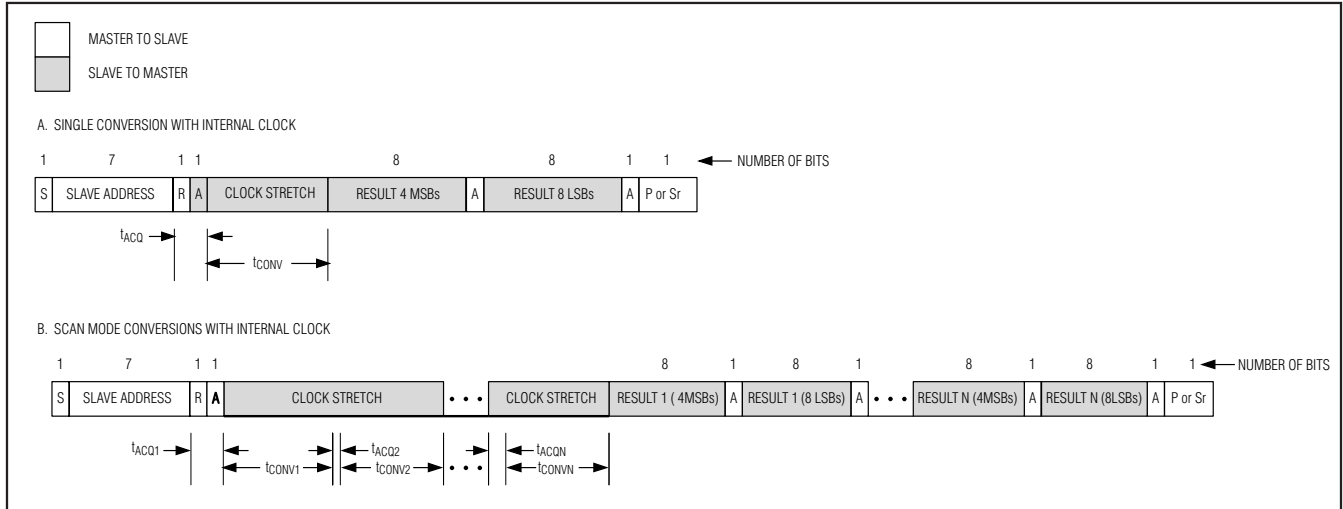 MASTER TO SLAVE
SLAVE TO MASTER
A. SINGLE CONVERSION WITH INTERNAL CLOCK
1 7 1 1 8 8 1 1 NUMBER OF BITS
S SLAVE ADDRESS R A CLOCK STRETCH RESULT 4 MSBs A RESULT 8 LSBs A P or Sr
tACQ
tCONV
B. SCAN MODE CONVERSIONS WITH INTERNAL CLOCK
1 7 1 1 8 1 8 1 8 1 8 1 1 NUMBER OF BITS
S SLAVE ADDRESS R A CLOCK STRETCH • • • CLOCK STRETCH RESULT 1 ( 4MSBs) A RESULT 1 (8 LSBs) A • • • RESULT N (4MSBs) A RESULT N (8LSBs) A P or Sr
tACQ1 tACQ2 tACQN
tCONV1 tCONV2 • • • tCONVN